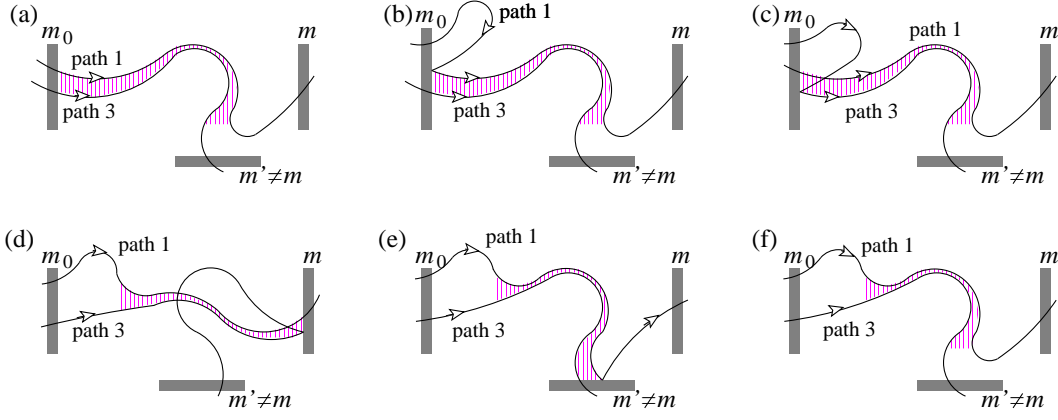 (a)
m₀
path 1
path 3
m
m'≠m
(b)
m₀
path 1
path 3
m
m'≠m
(c)
m₀
path 1
path 3
m
m'≠m
(d)
m₀
path 1
path 3
m
m'≠m
(e)
m₀
path 1
path 3
m
m'≠m
(f)
m₀
path 1
path 3
m
m'≠m